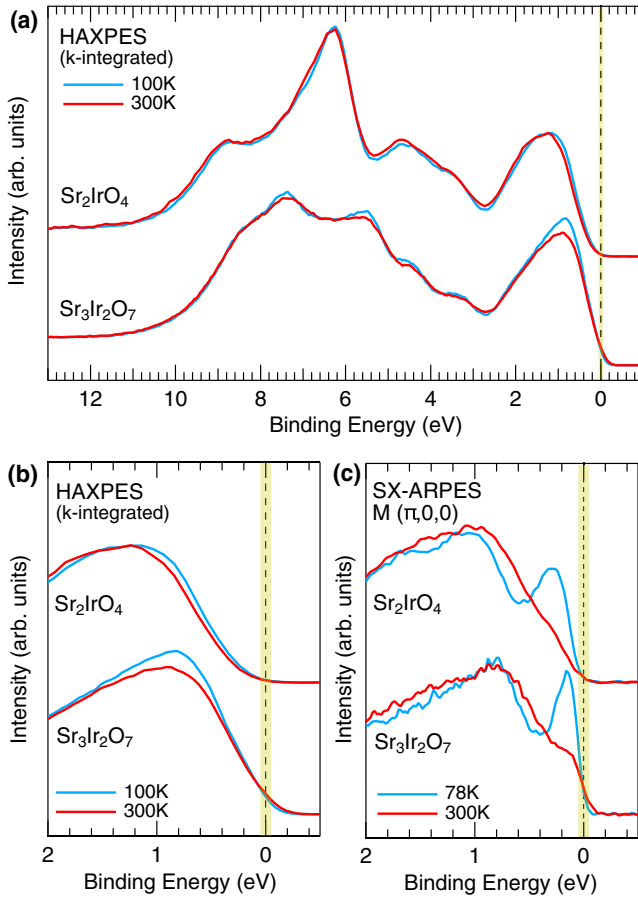 (a)
HAXPES
(k-integrated)
100K
300K
Sr2IrO4
Sr3Ir2O7
Intensity (arb. units)
12 10 8 6 4 2 0
Binding Energy (eV)
(b)
HAXPES
(k-integrated)
Sr2IrO4
Sr3Ir2O7
100K
300K
Intensity (arb. units)
2 1 0
Binding Energy (eV)
(c)
SX-ARPES
M (π,0,0)
Sr2IrO4
Sr3Ir2O7
78K
300K
Intensity (arb. units)
2 1 0
Binding Energy (eV)